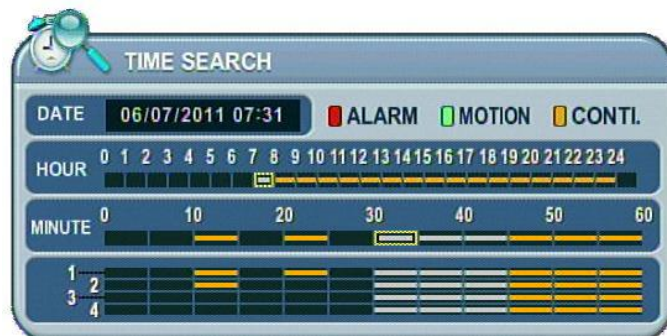 TIME SEARCH
DATE 06/07/2011 07:31 ALARM MOTION CONTI.
HOUR 0 1 2 3 4 5 6 7 8 9 10 11 12 13 14 15 16 17 18 19 20 21 22 23 24
MINUTE 0 10 20 30 40 50 60
1
2
3
4